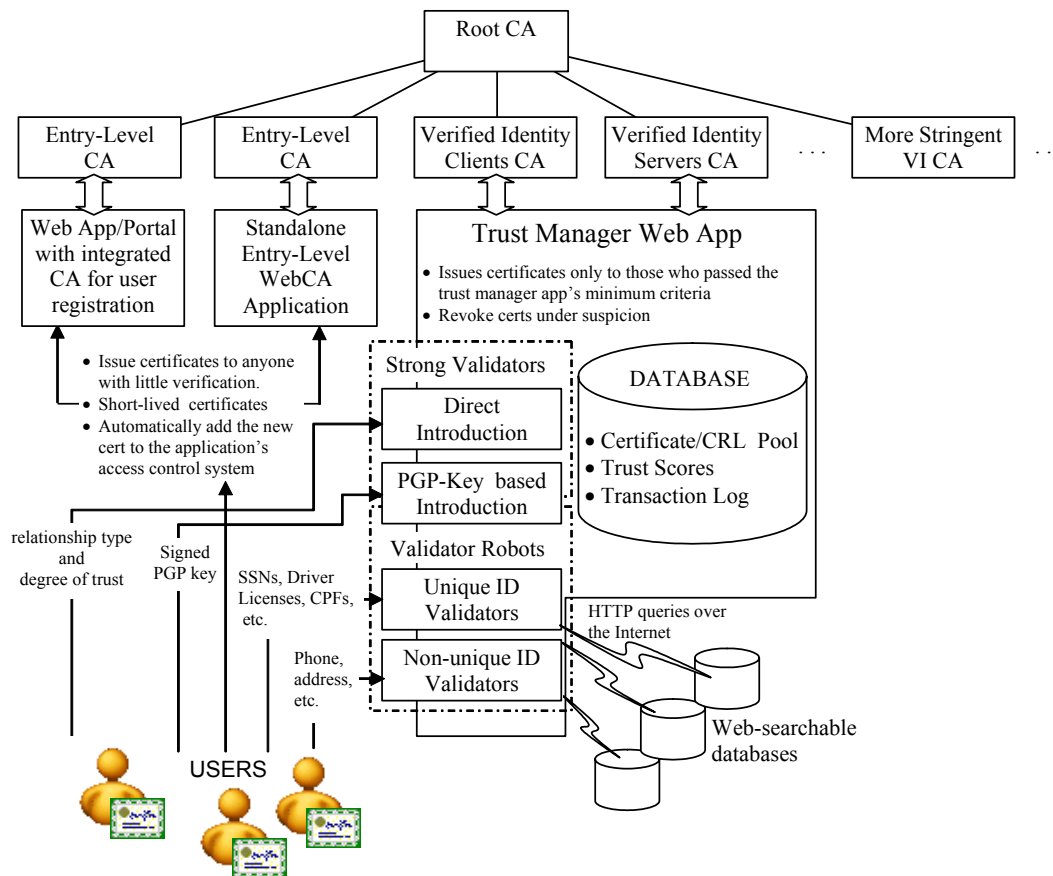 Root CA
Entry-Level
CA
Entry-Level
CA
Verified Identity
Clients CA
Verified Identity
Servers CA
. . .
More Stringent
VI CA
. .
Web App/Portal
with integrated
CA for user
registration
Standalone
Entry-Level
WebCA
Application
Trust Manager Web App
• Issues certificates only to those who passed the
trust manager app’s minimum criteria
• Revoke certs under suspicion
• Issue certificates to anyone
with little verification.
• Short-lived certificates
• Automatically add the new
cert to the application’s
access control system
Strong Validators
Direct
Introduction
PGP-Key based
Introduction
Validator Robots
Unique ID
Validators
Non-unique ID
Validators
DATABASE
• Certificate/CRL Pool
• Trust Scores
• Transaction Log
relationship type
and
degree of trust
Signed
PGP key
SSNs, Driver
Licenses, CPFs,
etc.
Phone,
address,
etc.
HTTP queries over
the Internet
Web-searchable
databases
USERS